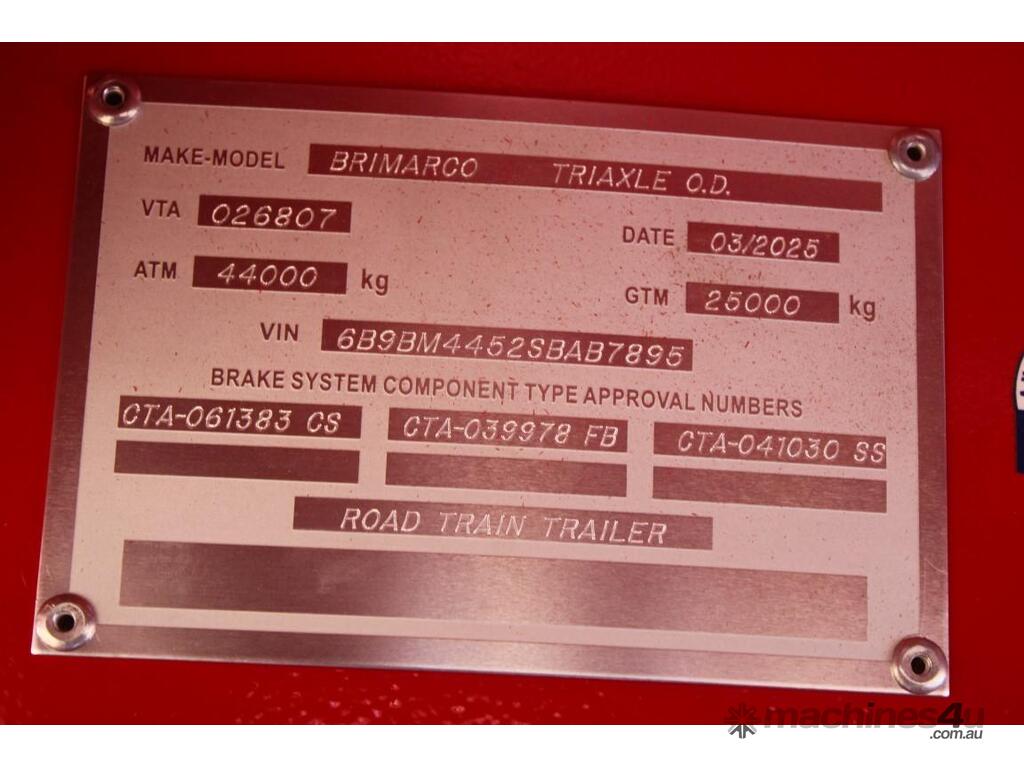 MAKE-MODEL BRIMARCO TRIAXLE O.D.
VTA 026807
DATE 03/2025
ATM 44000 kg
GTM 25000 kg
VIN 6B9BM4452SBAB7895
BRAKE SYSTEM COMPONENT TYPE APPROVAL NUMBERS
CTA-061383 CS CTA-039978 FB CTA-041030 SS
ROAD TRAIN TRAILER
machines4u
.com.au